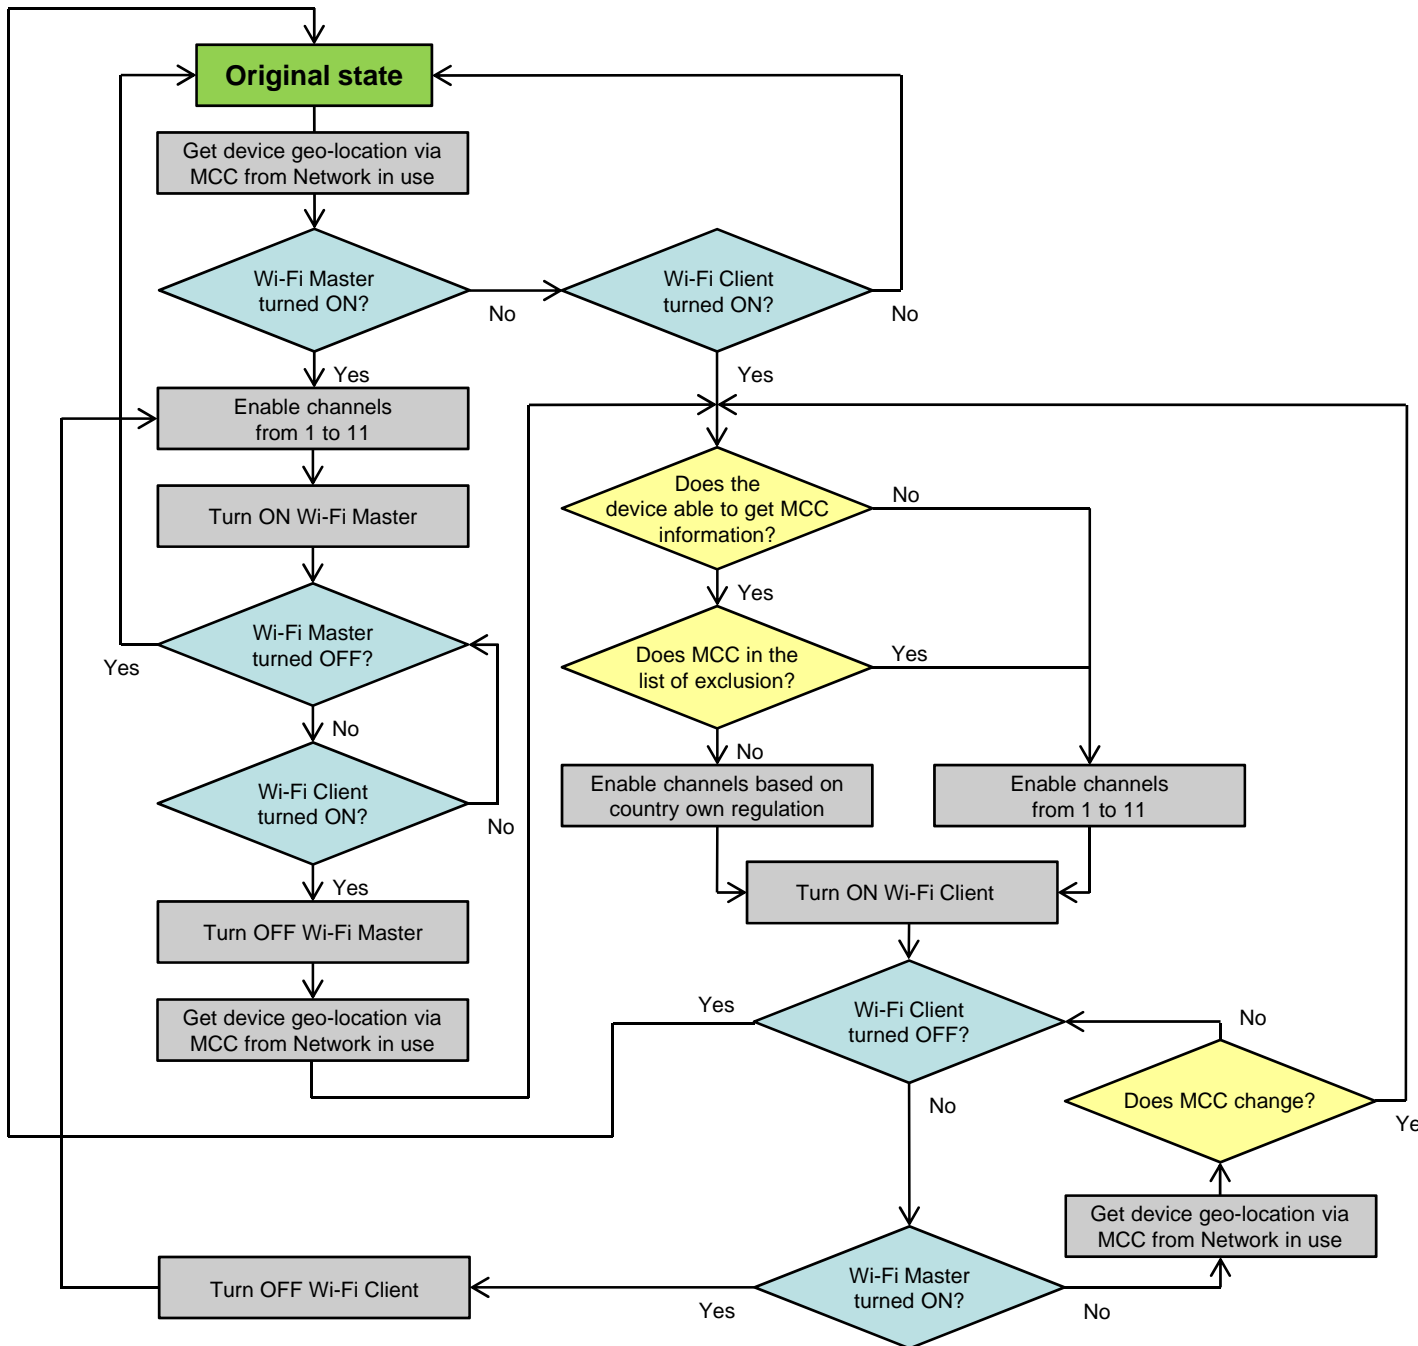 Original state
Get device geo-location via
MCC from Network in use
Wi-Fi Master
turned ON?
No
Wi-Fi Client
turned ON?
No
Yes
Yes
Enable channels
from 1 to 11
Turn ON Wi-Fi Master
Does the
device able to get MCC
information?
No
Yes
Wi-Fi Master
turned OFF?
Yes
No
Does MCC in the
list of exclusion?
Yes
No
Wi-Fi Client
turned ON?
No
Yes
Enable channels based on
country own regulation
Enable channels
from 1 to 11
Turn ON Wi-Fi Client
Turn OFF Wi-Fi Master
Get device geo-location via
MCC from Network in use
Yes
Wi-Fi Client
turned OFF?
No
No
Does MCC change?
Ye
Get device geo-location via
MCC from Network in use
Turn OFF Wi-Fi Client
Yes
Wi-Fi Master
turned ON?
No